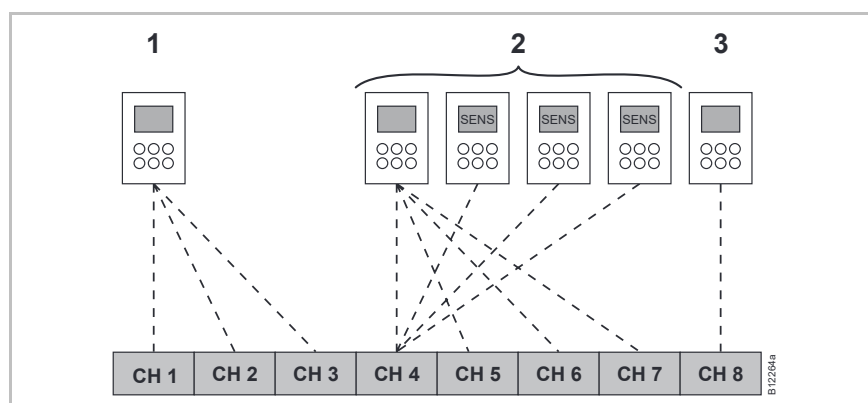 1 2 3
SENS SENS SENS
CH 1 CH 2 CH 3 CH 4 CH 5 CH 6 CH 7 CH 8
B12264a